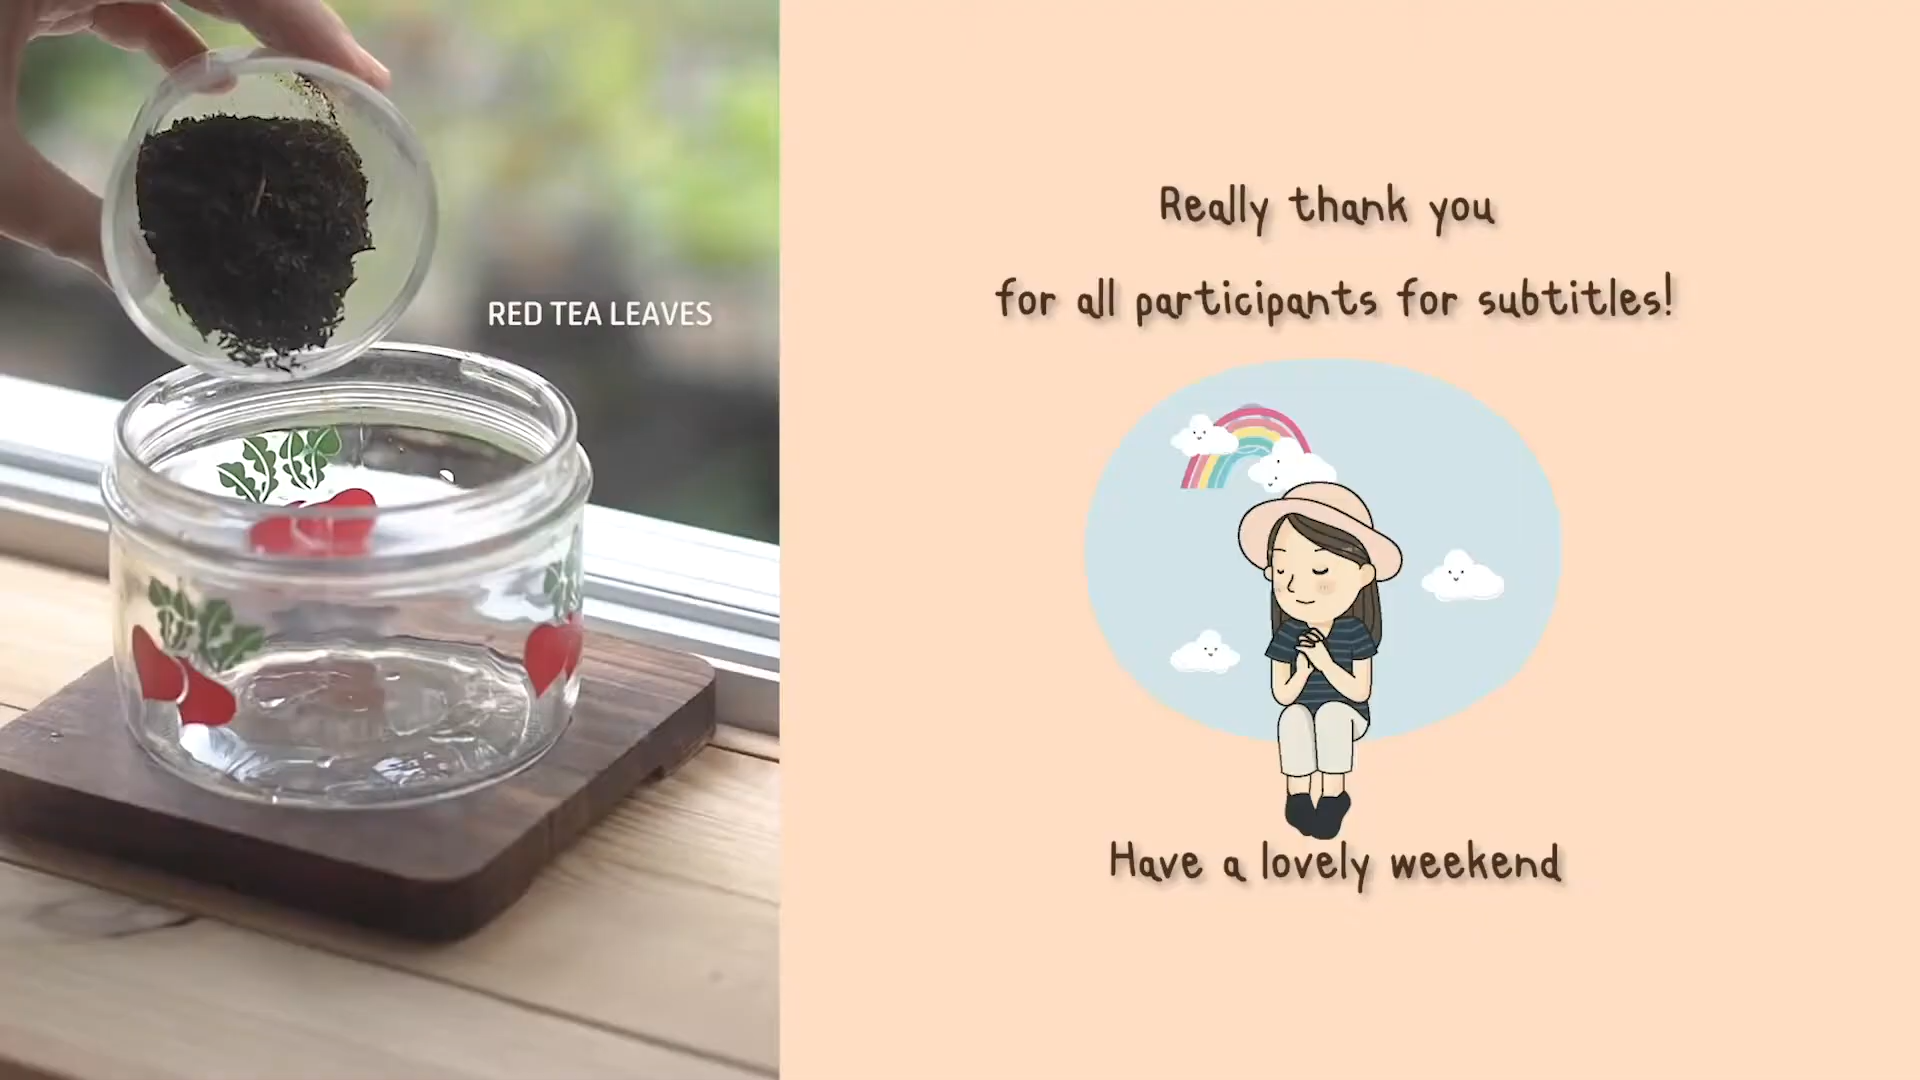 RED TEA LEAVES
Really thank you
for all participants for subtitles!
Have a lovely weekend